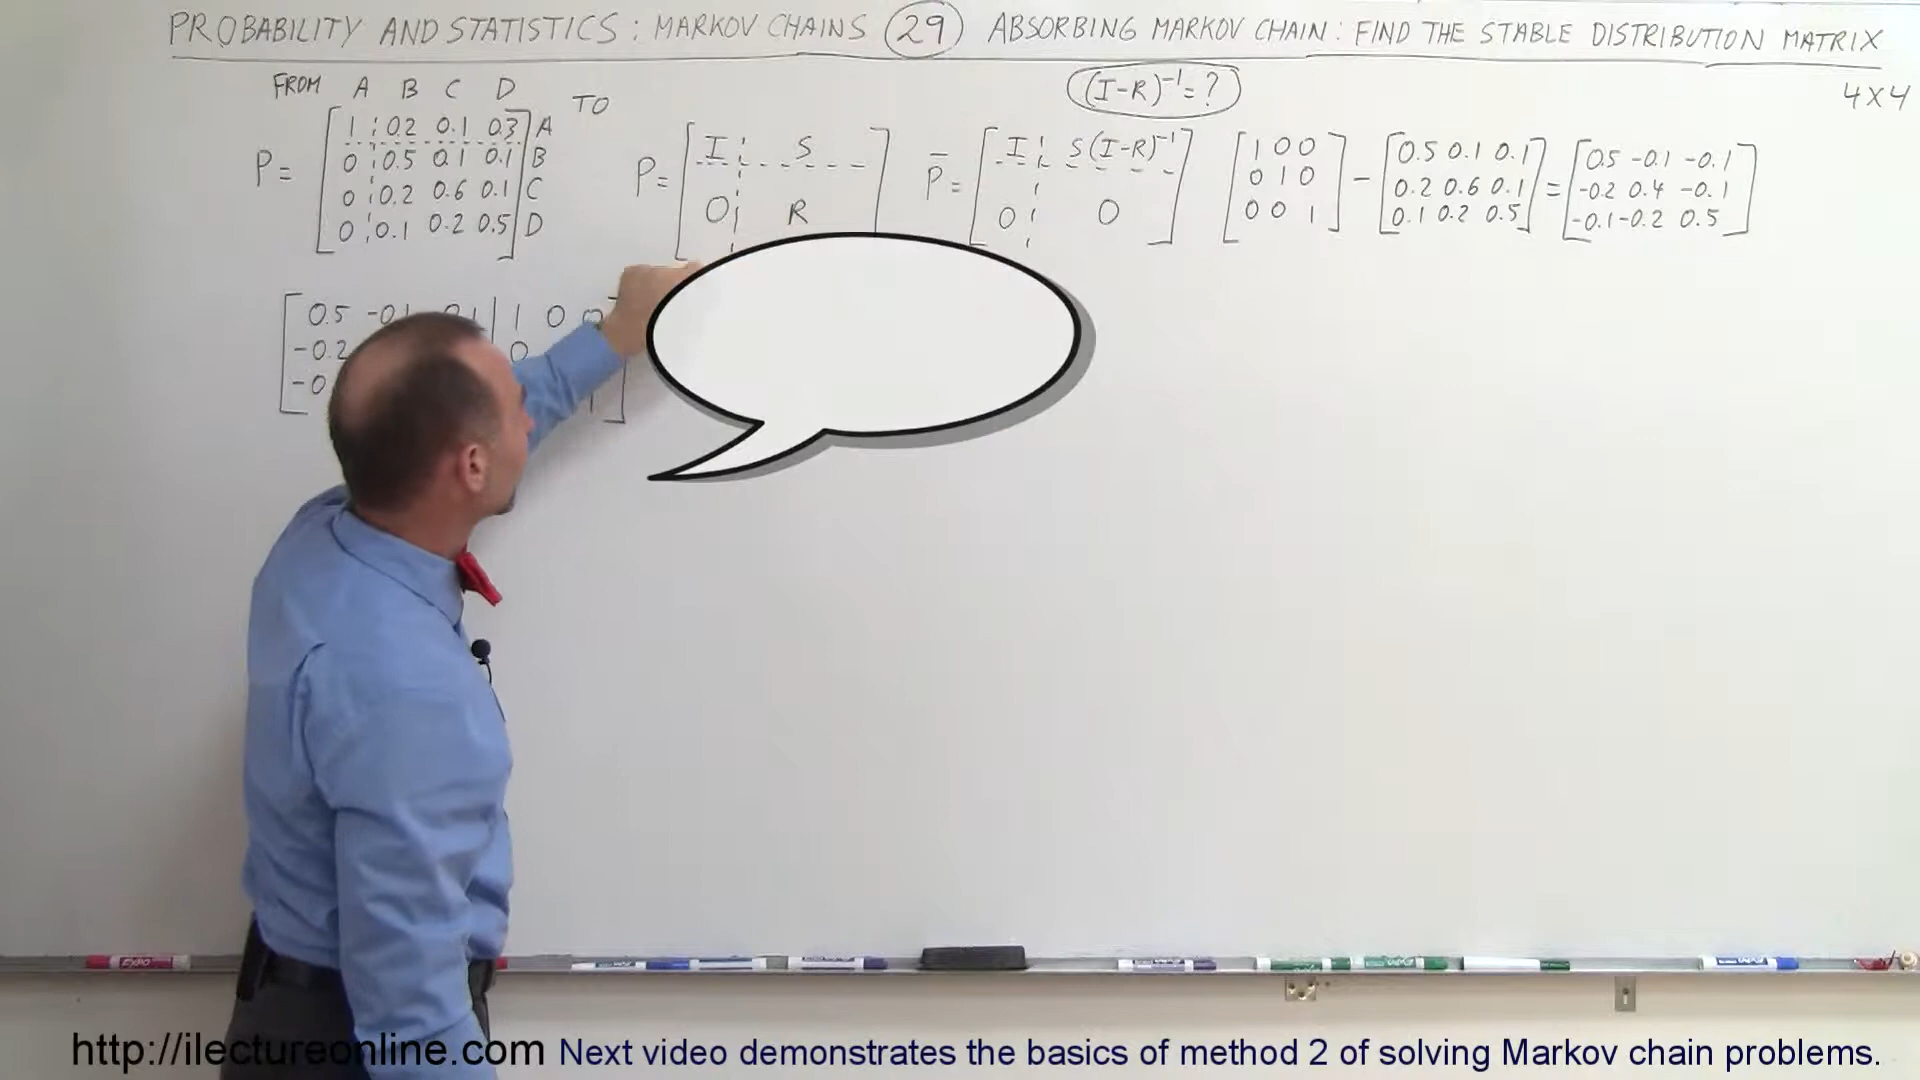 PROBABILITY AND STATISTICS: MARKOV CHAINS 29 ABSORBING MARKOV CHAIN: FIND THE STABLE DISTRIBUTION MATRIX
4X4
(I-R)⁻¹=?
FROM A B C D TO
P= [ 1 0.2 0.1 0.3 ] A
0 0.5 0.1 0.1 B
0 0.2 0.6 0.1 C
0 0.1 0.2 0.5 D
P= [ I S
0 R ]
P̄= [ I S(I-R)⁻¹
0 0 ]
[ 1 0 0
0 1 0
0 0 1 ]
- [ 0.5 0.1 0.1
0.2 0.6 0.1
0.1 0.2 0.5 ]
= [ 0.5 -0.1 -0.1
-0.2 0.4 -0.1
-0.1 -0.2 0.5 ]
[ 0.5 | 1 0 0
-0.2 0
-0
http://ilectureonline.com Next video demonstrates the basics of method 2 of solving Markov chain problems.